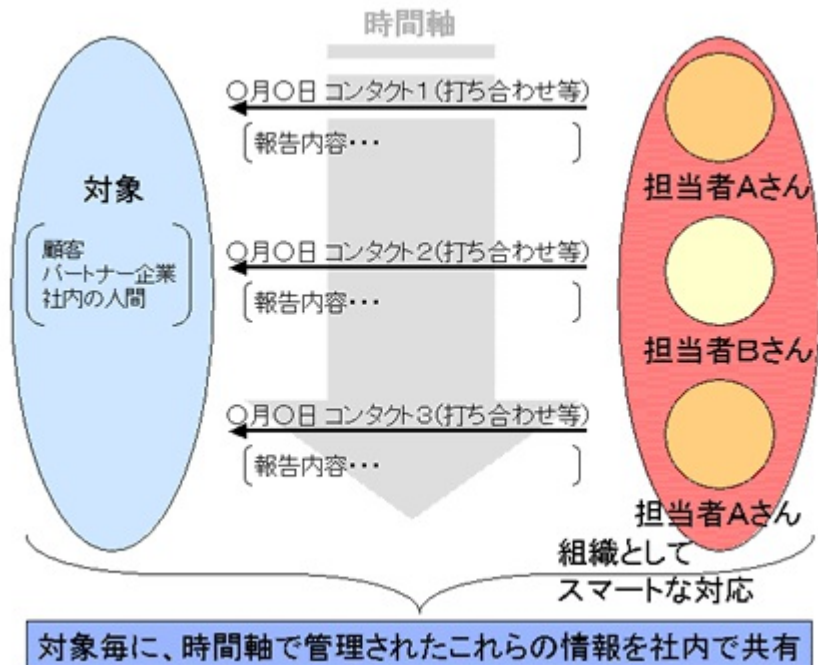 時間軸
○月○日 コンタクト1(打ち合わせ等)
報告内容・・・
対象
顧客
パートナー企業
社内の人間
担当者Aさん
○月○日 コンタクト2(打ち合わせ等)
報告内容・・・
担当者Bさん
○月○日 コンタクト3(打ち合わせ等)
報告内容・・・
担当者Aさん
組織として
スマートな対応
対象毎に、時間軸で管理されたこれらの情報を社内で共有